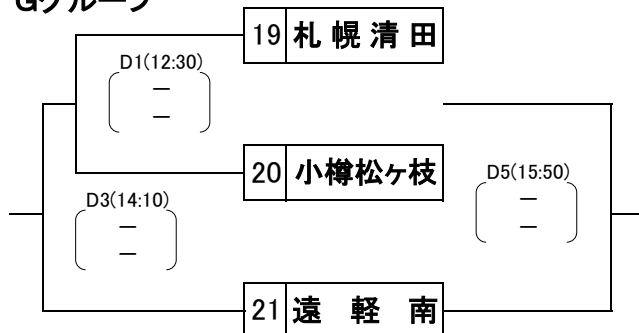 Gグループ
19 札幌清田
D1(12:30)
－
－
20 小樽松ヶ枝
D5(15:50)
－
－
D3(14:10)
－
－
21 遠軽南